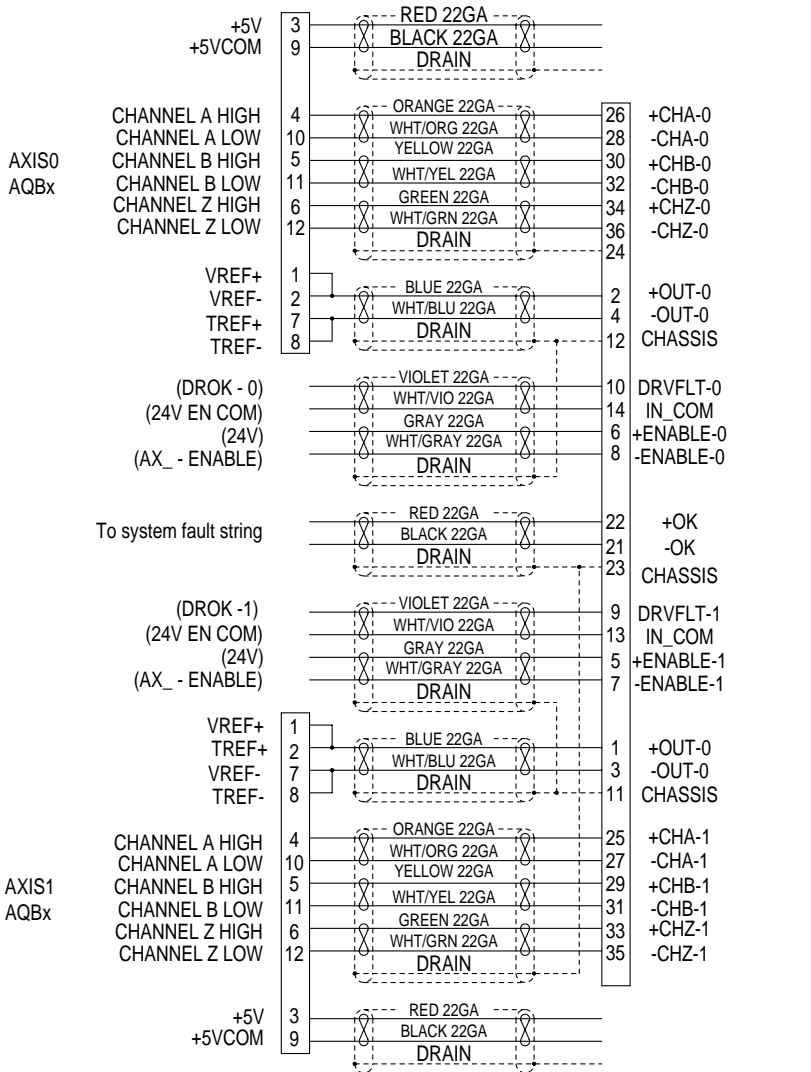 +5V 3 RED 22GA
+5VCOM 9 BLACK 22GA
DRAIN
CHANNEL A HIGH 4 ORANGE 22GA 26 +CHA-0
CHANNEL A LOW 10 WHT/ORG 22GA 28 -CHA-0
AXIS0 CHANNEL B HIGH 5 YELLOW 22GA 30 +CHB-0
AQBx CHANNEL B LOW 11 WHT/YEL 22GA 32 -CHB-0
CHANNEL Z HIGH 6 GREEN 22GA 34 +CHZ-0
CHANNEL Z LOW 12 WHT/GRN 22GA 36 -CHZ-0
DRAIN 24
VREF+ 1
VREF- 2 BLUE 22GA 2 +OUT-0
TREF+ 7 WHT/BLU 22GA 4 -OUT-0
TREF- 8 DRAIN 12 CHASSIS
(DROK - 0) VIOLET 22GA 10 DRVFLT-0
(24V EN COM) WHT/VIO 22GA 14 IN_COM
(24V) GRAY 22GA 6 +ENABLE-0
(AX_ - ENABLE) WHT/GRAY 22GA 8 -ENABLE-0
DRAIN
To system fault string RED 22GA 22 +OK
BLACK 22GA 21 -OK
DRAIN 23 CHASSIS
(DROK -1) VIOLET 22GA 9 DRVFLT-1
(24V EN COM) WHT/VIO 22GA 13 IN_COM
(24V) GRAY 22GA 5 +ENABLE-1
(AX_ - ENABLE) WHT/GRAY 22GA 7 -ENABLE-1
DRAIN
VREF+ 1
TREF+ 2 BLUE 22GA 1 +OUT-0
VREF- 7 WHT/BLU 22GA 3 -OUT-0
TREF- 8 DRAIN 11 CHASSIS
CHANNEL A HIGH 4 ORANGE 22GA 25 +CHA-1
CHANNEL A LOW 10 WHT/ORG 22GA 27 -CHA-1
AXIS1 CHANNEL B HIGH 5 YELLOW 22GA 29 +CHB-1
AQBx CHANNEL B LOW 11 WHT/YEL 22GA 31 -CHB-1
CHANNEL Z HIGH 6 GREEN 22GA 33 +CHZ-1
CHANNEL Z LOW 12 WHT/GRN 22GA 35 -CHZ-1
DRAIN
+5V 3 RED 22GA
+5VCOM 9 BLACK 22GA
DRAIN